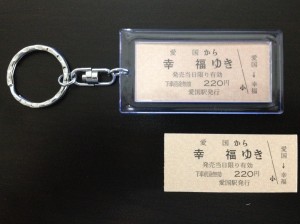 愛国から
幸福ゆき
発売当日限り有効
下車前途無効 220円
愛国駅発行
愛国
→
幸福
小
愛国から
幸福ゆき
発売当日限り有効
下車前途無効 220円
愛国駅発行
愛国
→
幸福
小